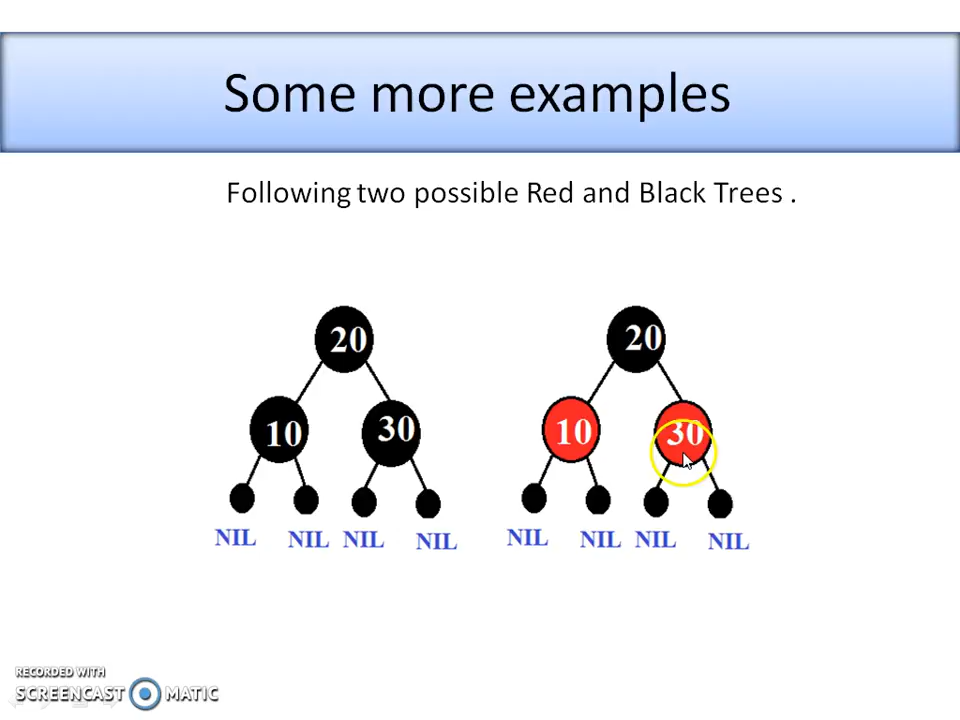 Some more examples
Following two possible Red and Black Trees .
20 20
10 30 10 30
NIL NIL NIL NIL NIL NIL NIL NIL
RECORDED WITH
SCREENCAST MATIC